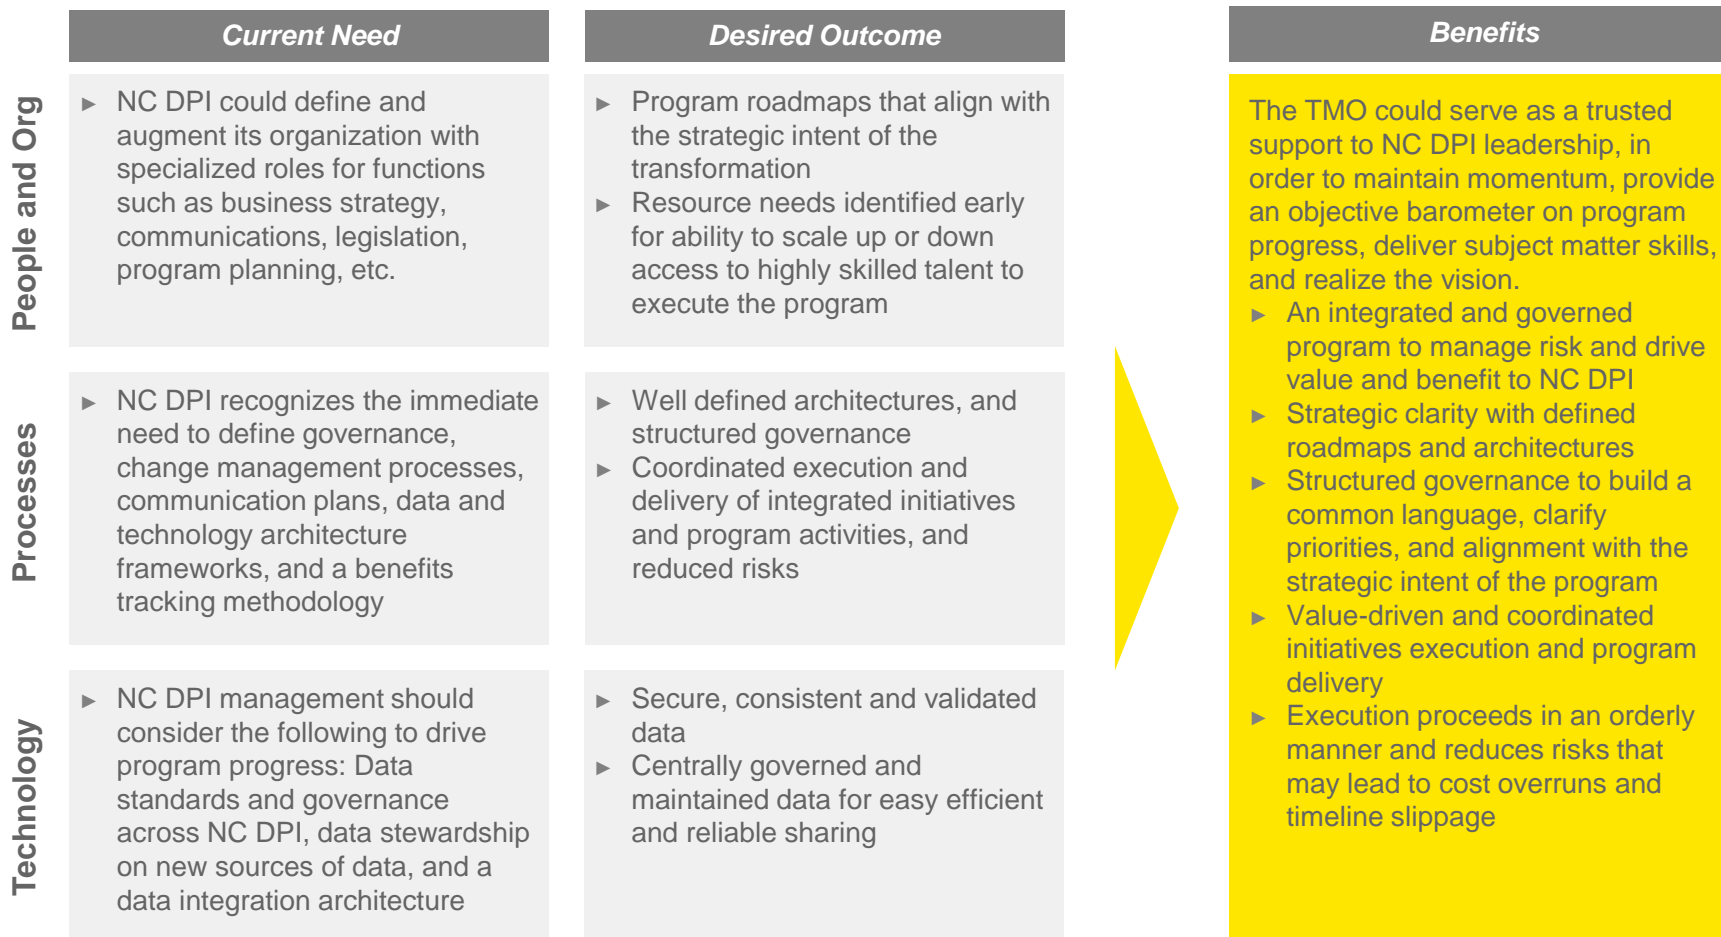 Current Need
Desired Outcome
Benefits
People and Org
► NC DPI could define and
augment its organization with
specialized roles for functions
such as business strategy,
communications, legislation,
program planning, etc.
► Program roadmaps that align with
the strategic intent of the
transformation
► Resource needs identified early
for ability to scale up or down
access to highly skilled talent to
execute the program
Processes
► NC DPI recognizes the immediate
need to define governance,
change management processes,
communication plans, data and
technology architecture
frameworks, and a benefits
tracking methodology
► Well defined architectures, and
structured governance
► Coordinated execution and
delivery of integrated initiatives
and program activities, and
reduced risks
Technology
► NC DPI management should
consider the following to drive
program progress: Data
standards and governance
across NC DPI, data stewardship
on new sources of data, and a
data integration architecture
► Secure, consistent and validated
data
► Centrally governed and
maintained data for easy efficient
and reliable sharing
The TMO could serve as a trusted
support to NC DPI leadership, in
order to maintain momentum, provide
an objective barometer on program
progress, deliver subject matter skills,
and realize the vision.
► An integrated and governed
program to manage risk and drive
value and benefit to NC DPI
► Strategic clarity with defined
roadmaps and architectures
► Structured governance to build a
common language, clarify
priorities, and alignment with the
strategic intent of the program
► Value-driven and coordinated
initiatives execution and program
delivery
► Execution proceeds in an orderly
manner and reduces risks that
may lead to cost overruns and
timeline slippage